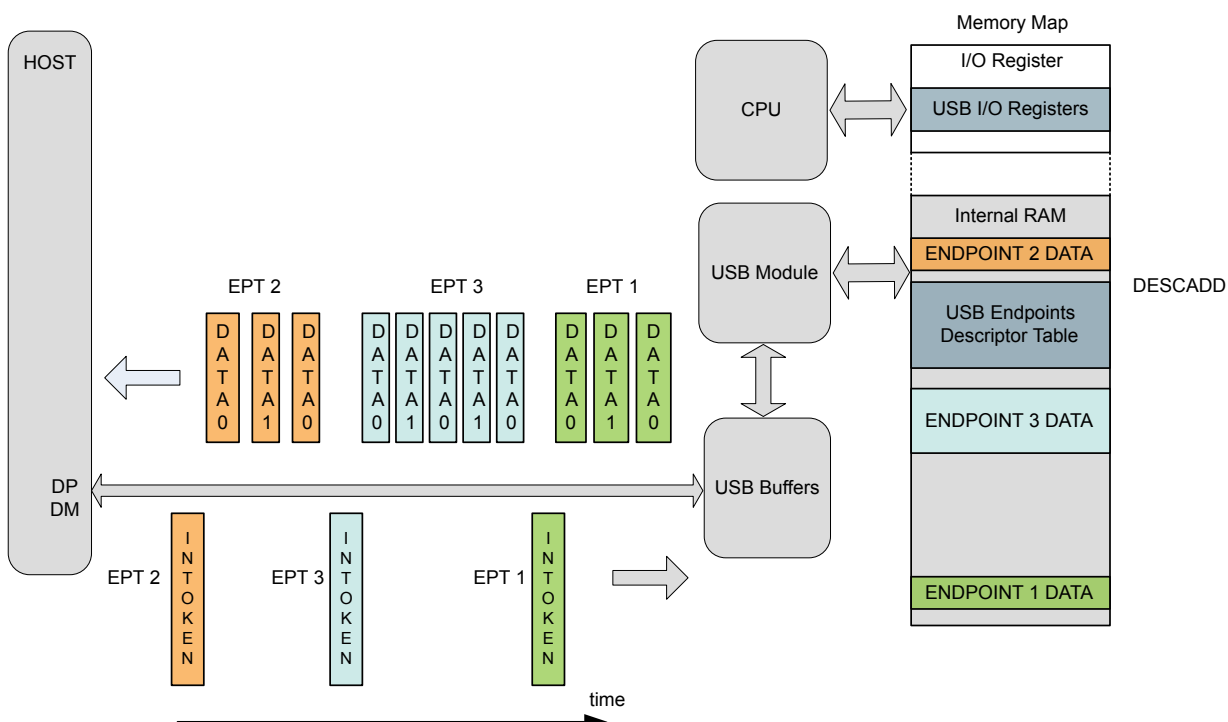 Memory Map
HOST
I/O Register
CPU
USB I/O Registers
Internal RAM
USB Module
ENDPOINT 2 DATA
DESCADD
USB Endpoints
Descriptor Table
EPT 2
EPT 3
EPT 1
DATA0
DATA1
DATA0
DATA0
DATA1
DATA0
DATA1
DATA0
DATA0
DATA1
DATA0
ENDPOINT 3 DATA
DP
DM
USB Buffers
EPT 2
INTOKEN
EPT 3
INTOKEN
EPT 1
INTOKEN
ENDPOINT 1 DATA
time